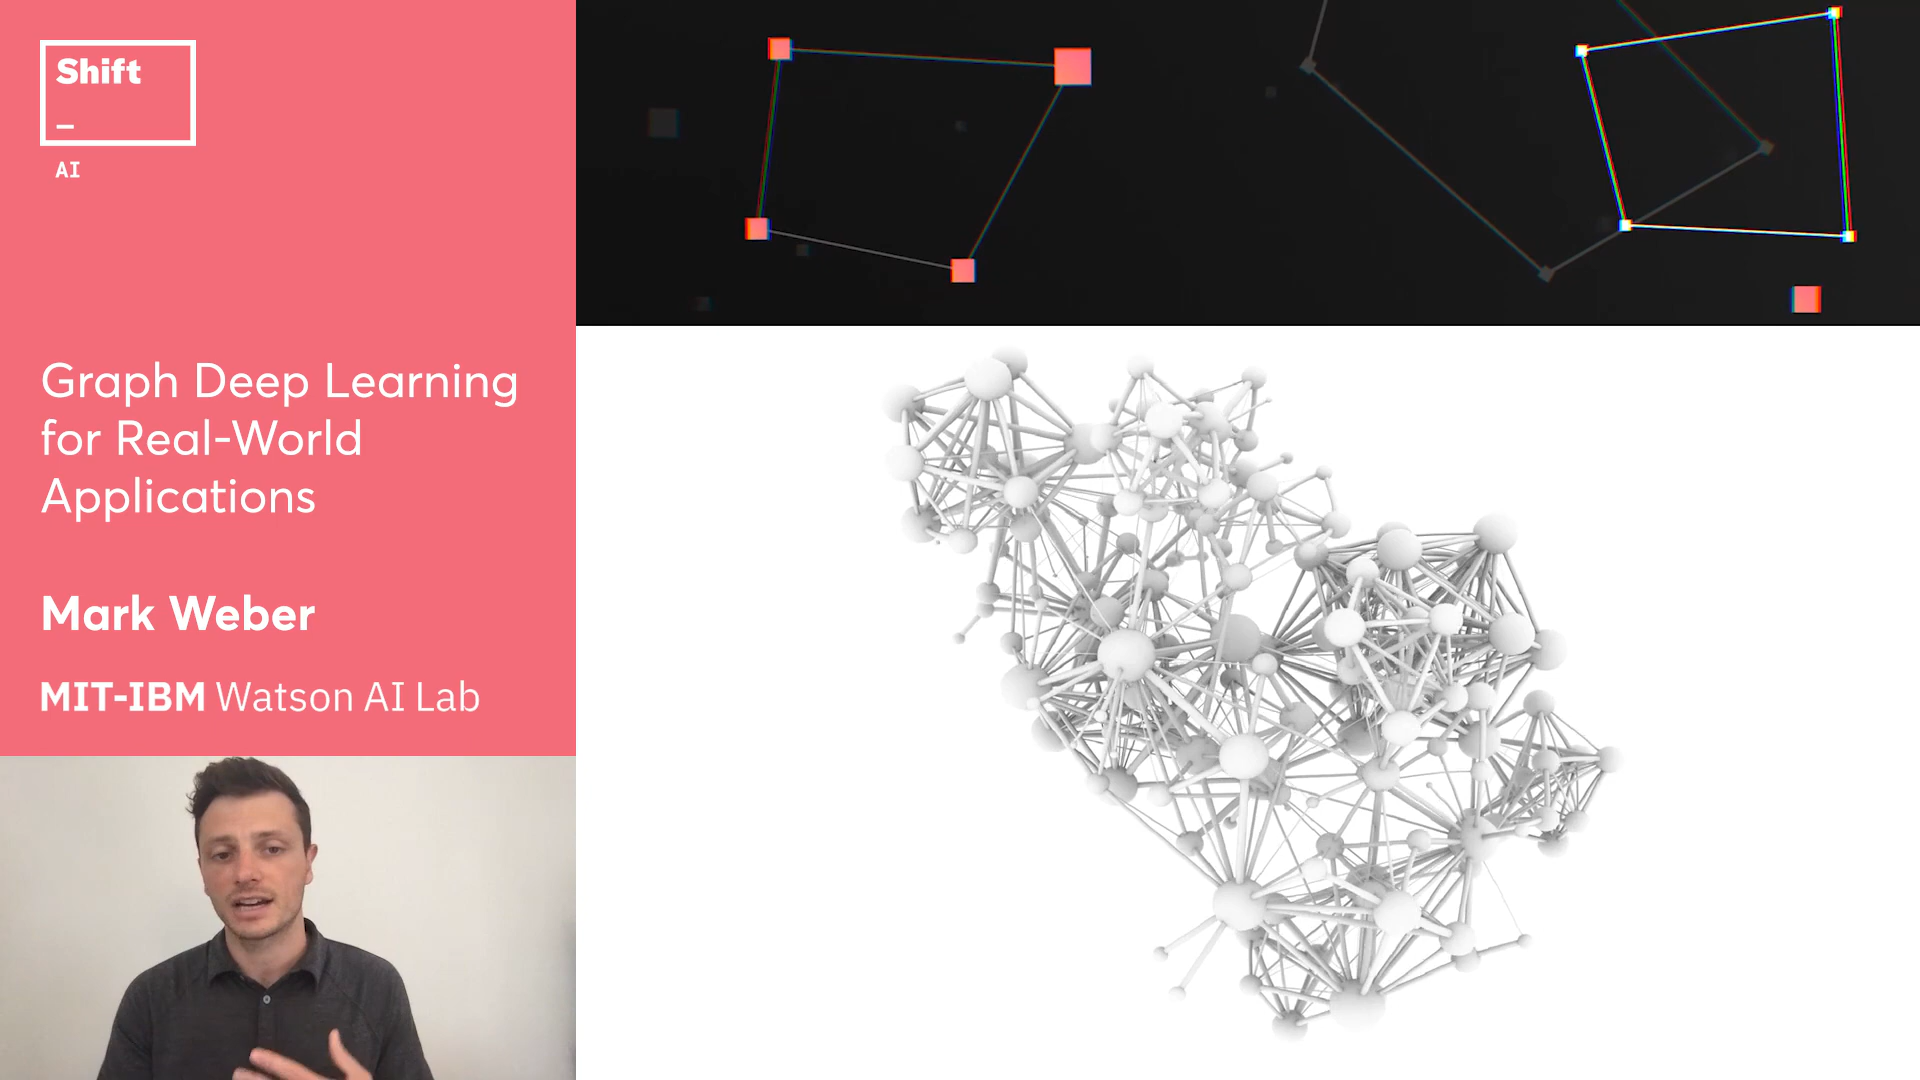 Shift
_
AI
Graph Deep Learning
for Real-World
Applications
Mark Weber
MIT-IBM Watson AI Lab